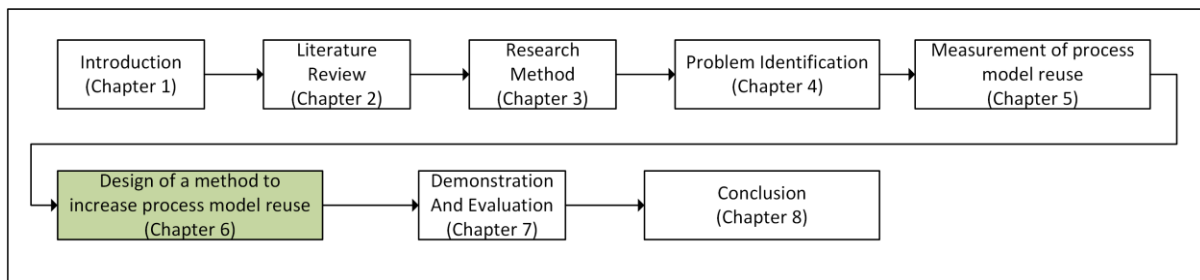 Introduction
(Chapter 1)
Literature
Review
(Chapter 2)
Research
Method
(Chapter 3)
Problem Identification
(Chapter 4)
Measurement of process
model reuse
(Chapter 5)
Design of a method to
increase process model reuse
(Chapter 6)
Demonstration
And Evaluation
(Chapter 7)
Conclusion
(Chapter 8)